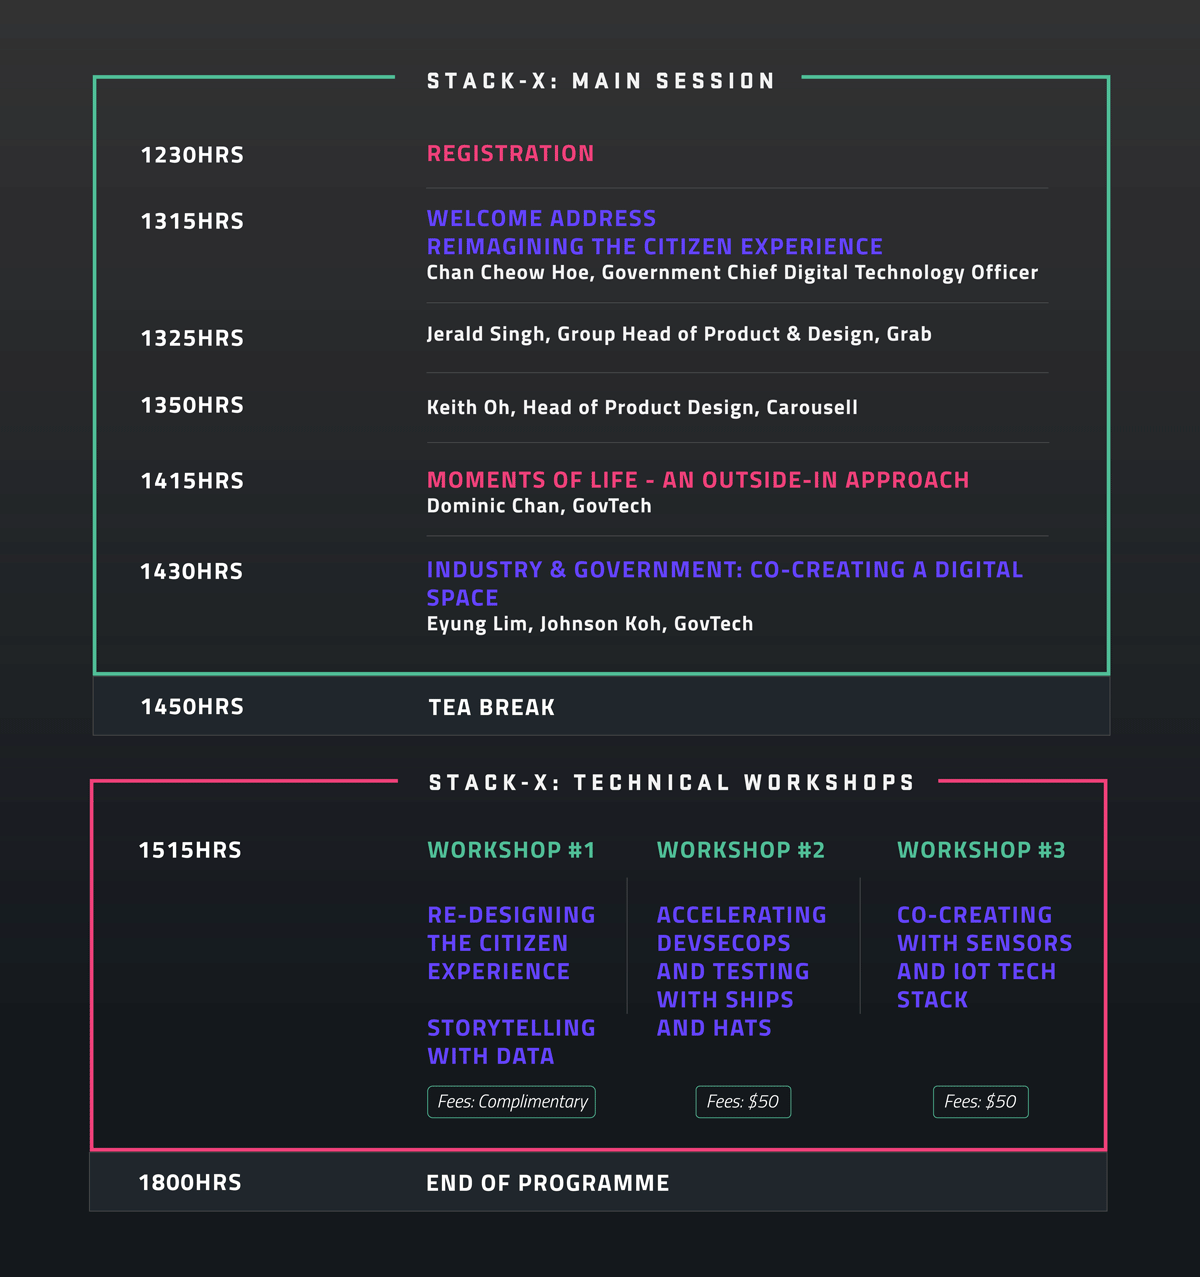 STACK-X: MAIN SESSION
1230HRS
REGISTRATION
1315HRS
WELCOME ADDRESS
REIMAGINING THE CITIZEN EXPERIENCE
Chan Cheow Hoe, Government Chief Digital Technology Officer
1325HRS
Jerald Singh, Group Head of Product & Design, Grab
1350HRS
Keith Oh, Head of Product Design, Carousell
1415HRS
MOMENTS OF LIFE - AN OUTSIDE-IN APPROACH
Dominic Chan, GovTech
1430HRS
INDUSTRY & GOVERNMENT: CO-CREATING A DIGITAL
SPACE
Eyung Lim, Johnson Koh, GovTech
1450HRS
TEA BREAK
STACK-X: TECHNICAL WORKSHOPS
1515HRS
WORKSHOP #1
RE-DESIGNING
THE CITIZEN
EXPERIENCE
STORYTELLING
WITH DATA
Fees: Complimentary
WORKSHOP #2
ACCELERATING
DEVSECOPS
AND TESTING
WITH SHIPS
AND HATS
Fees: $50
WORKSHOP #3
CO-CREATING
WITH SENSORS
AND IOT TECH
STACK
Fees: $50
1800HRS
END OF PROGRAMME